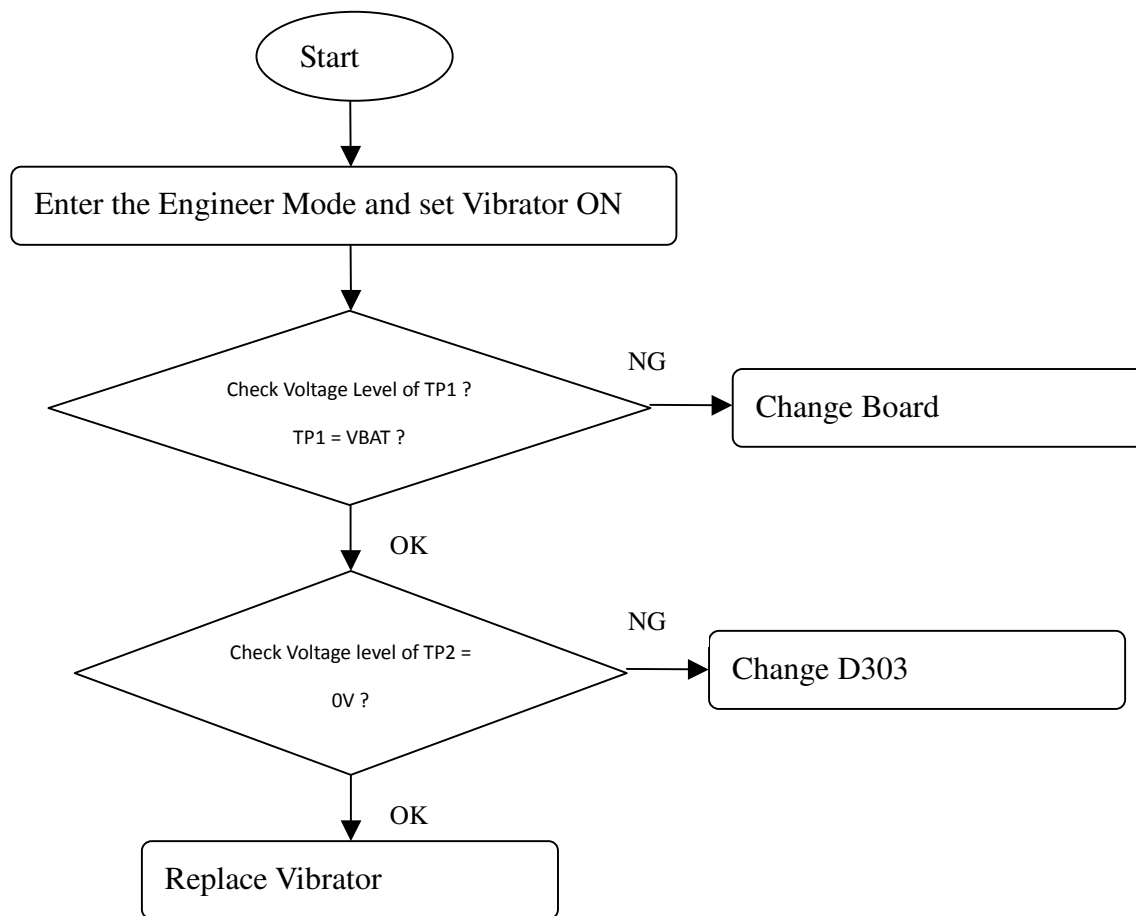 Start
Enter the Engineer Mode and set Vibrator ON
NG
Check Voltage Level of TP1 ?
TP1 = VBAT ?
Change Board
OK
NG
Check Voltage level of TP2 =
0V ?
Change D303
OK
Replace Vibrator